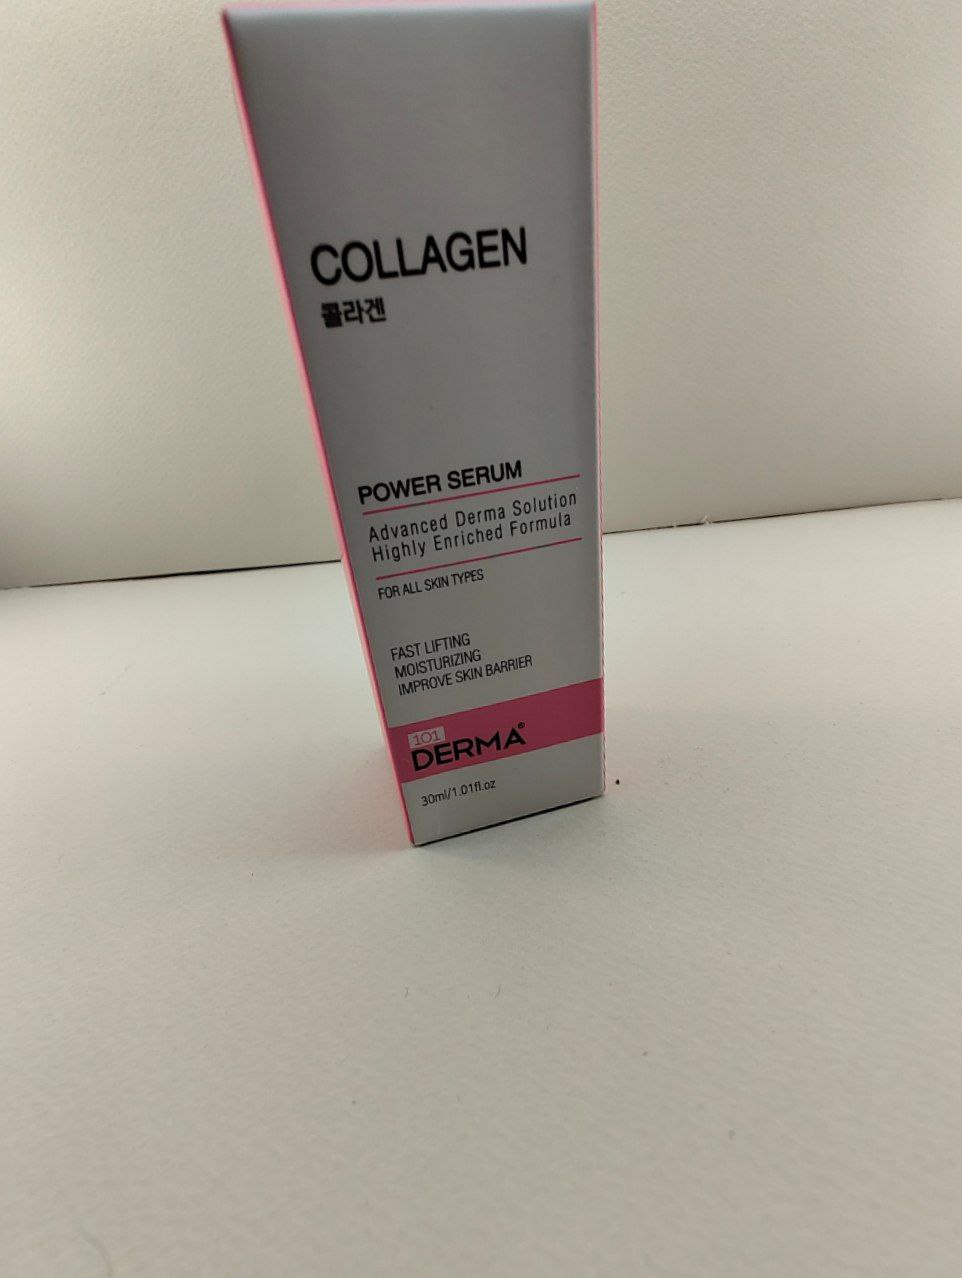 COLLAGEN
콜라겐
POWER SERUM
Advanced Derma Solution
Highly Enriched Formula
FOR ALL SKIN TYPES
FAST LIFTING
MOISTURIZING
IMPROVE SKIN BARRIER
101
DERMA®
30ml/1.01fl.oz